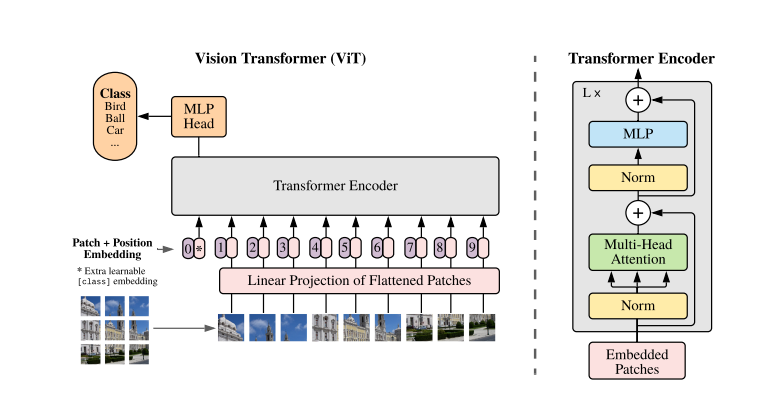 Vision Transformer (ViT)
Class
Bird
Ball
Car
...
MLP
Head
Transformer Encoder
0 * 1 2 3 4 5 6 7 8 9
Patch + Position
Embedding
* Extra learnable
[class] embedding
Linear Projection of Flattened Patches
Transformer Encoder
L x
+
MLP
Norm
+
Multi-Head
Attention
Norm
Embedded
Patches